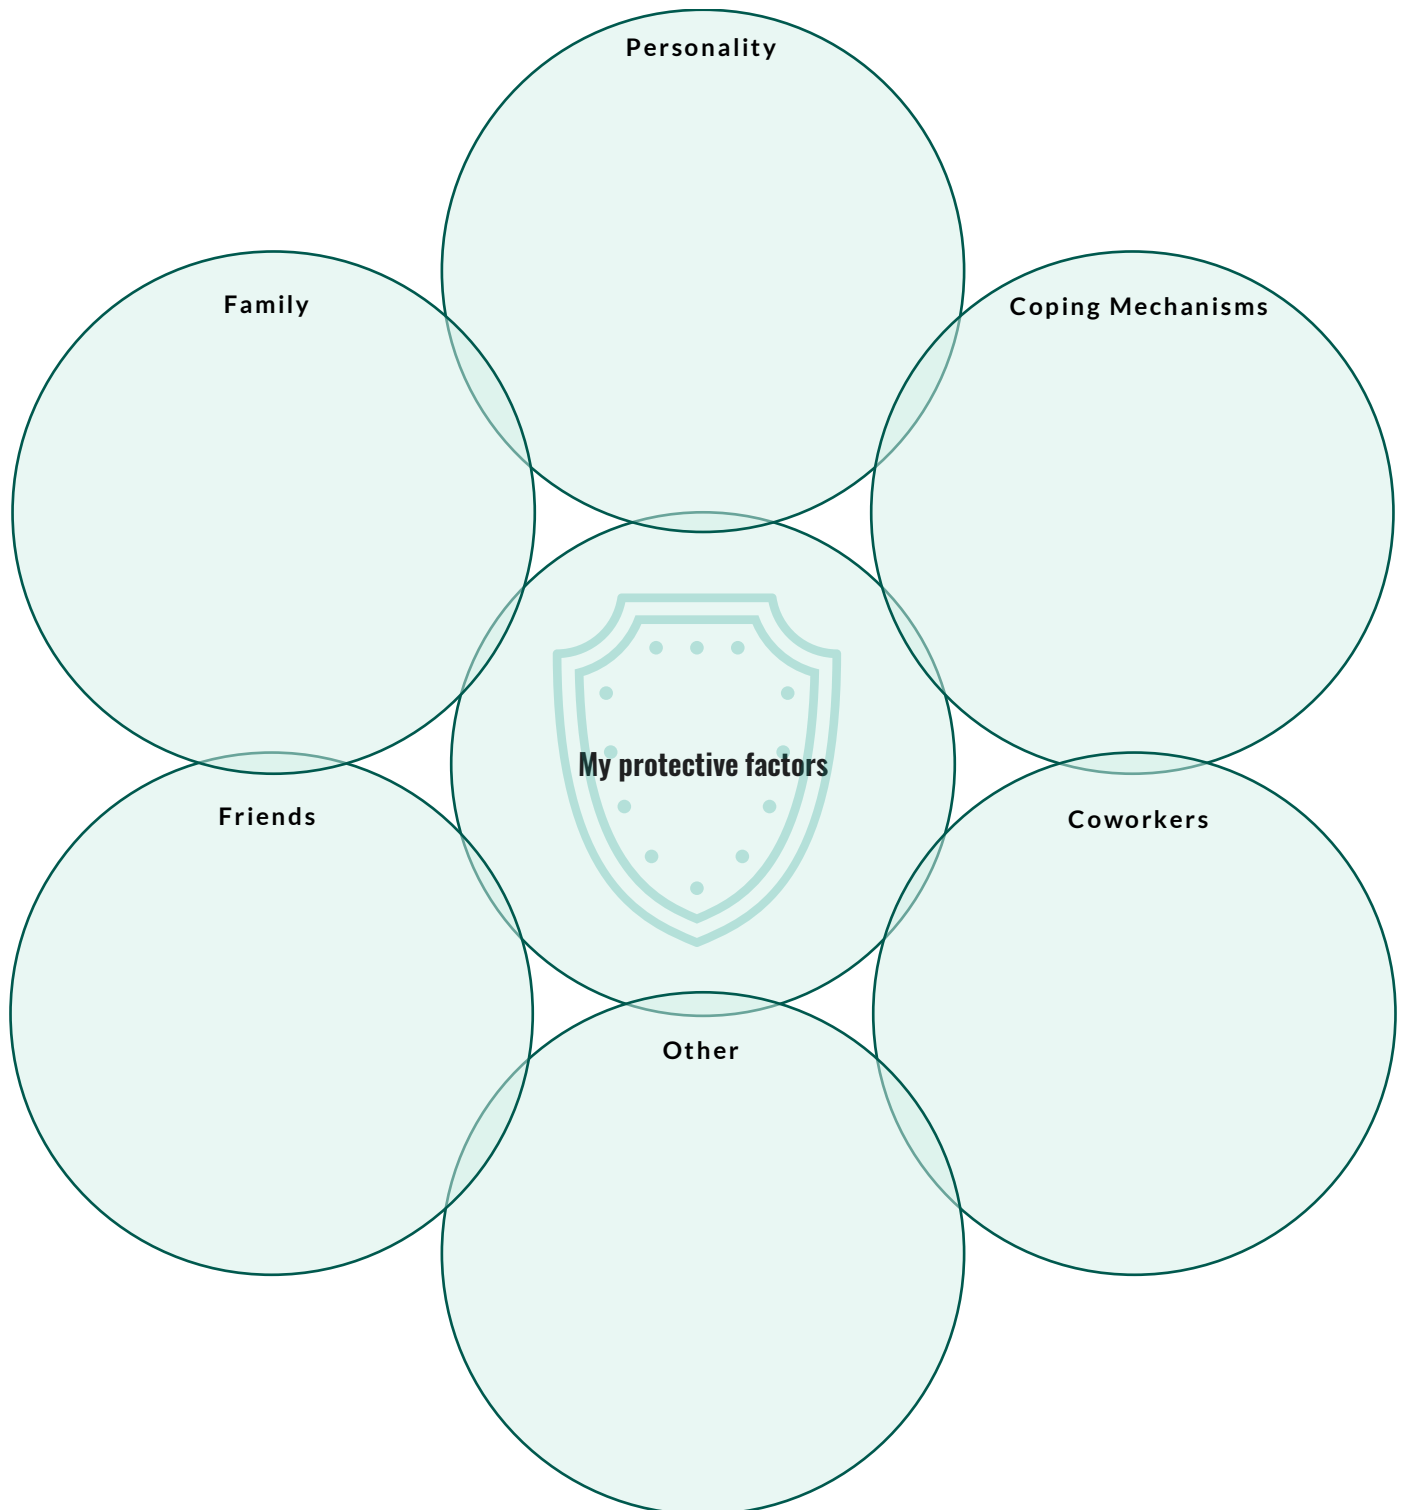 Personality
Family
Coping Mechanisms
My protective factors
Friends
Coworkers
Other